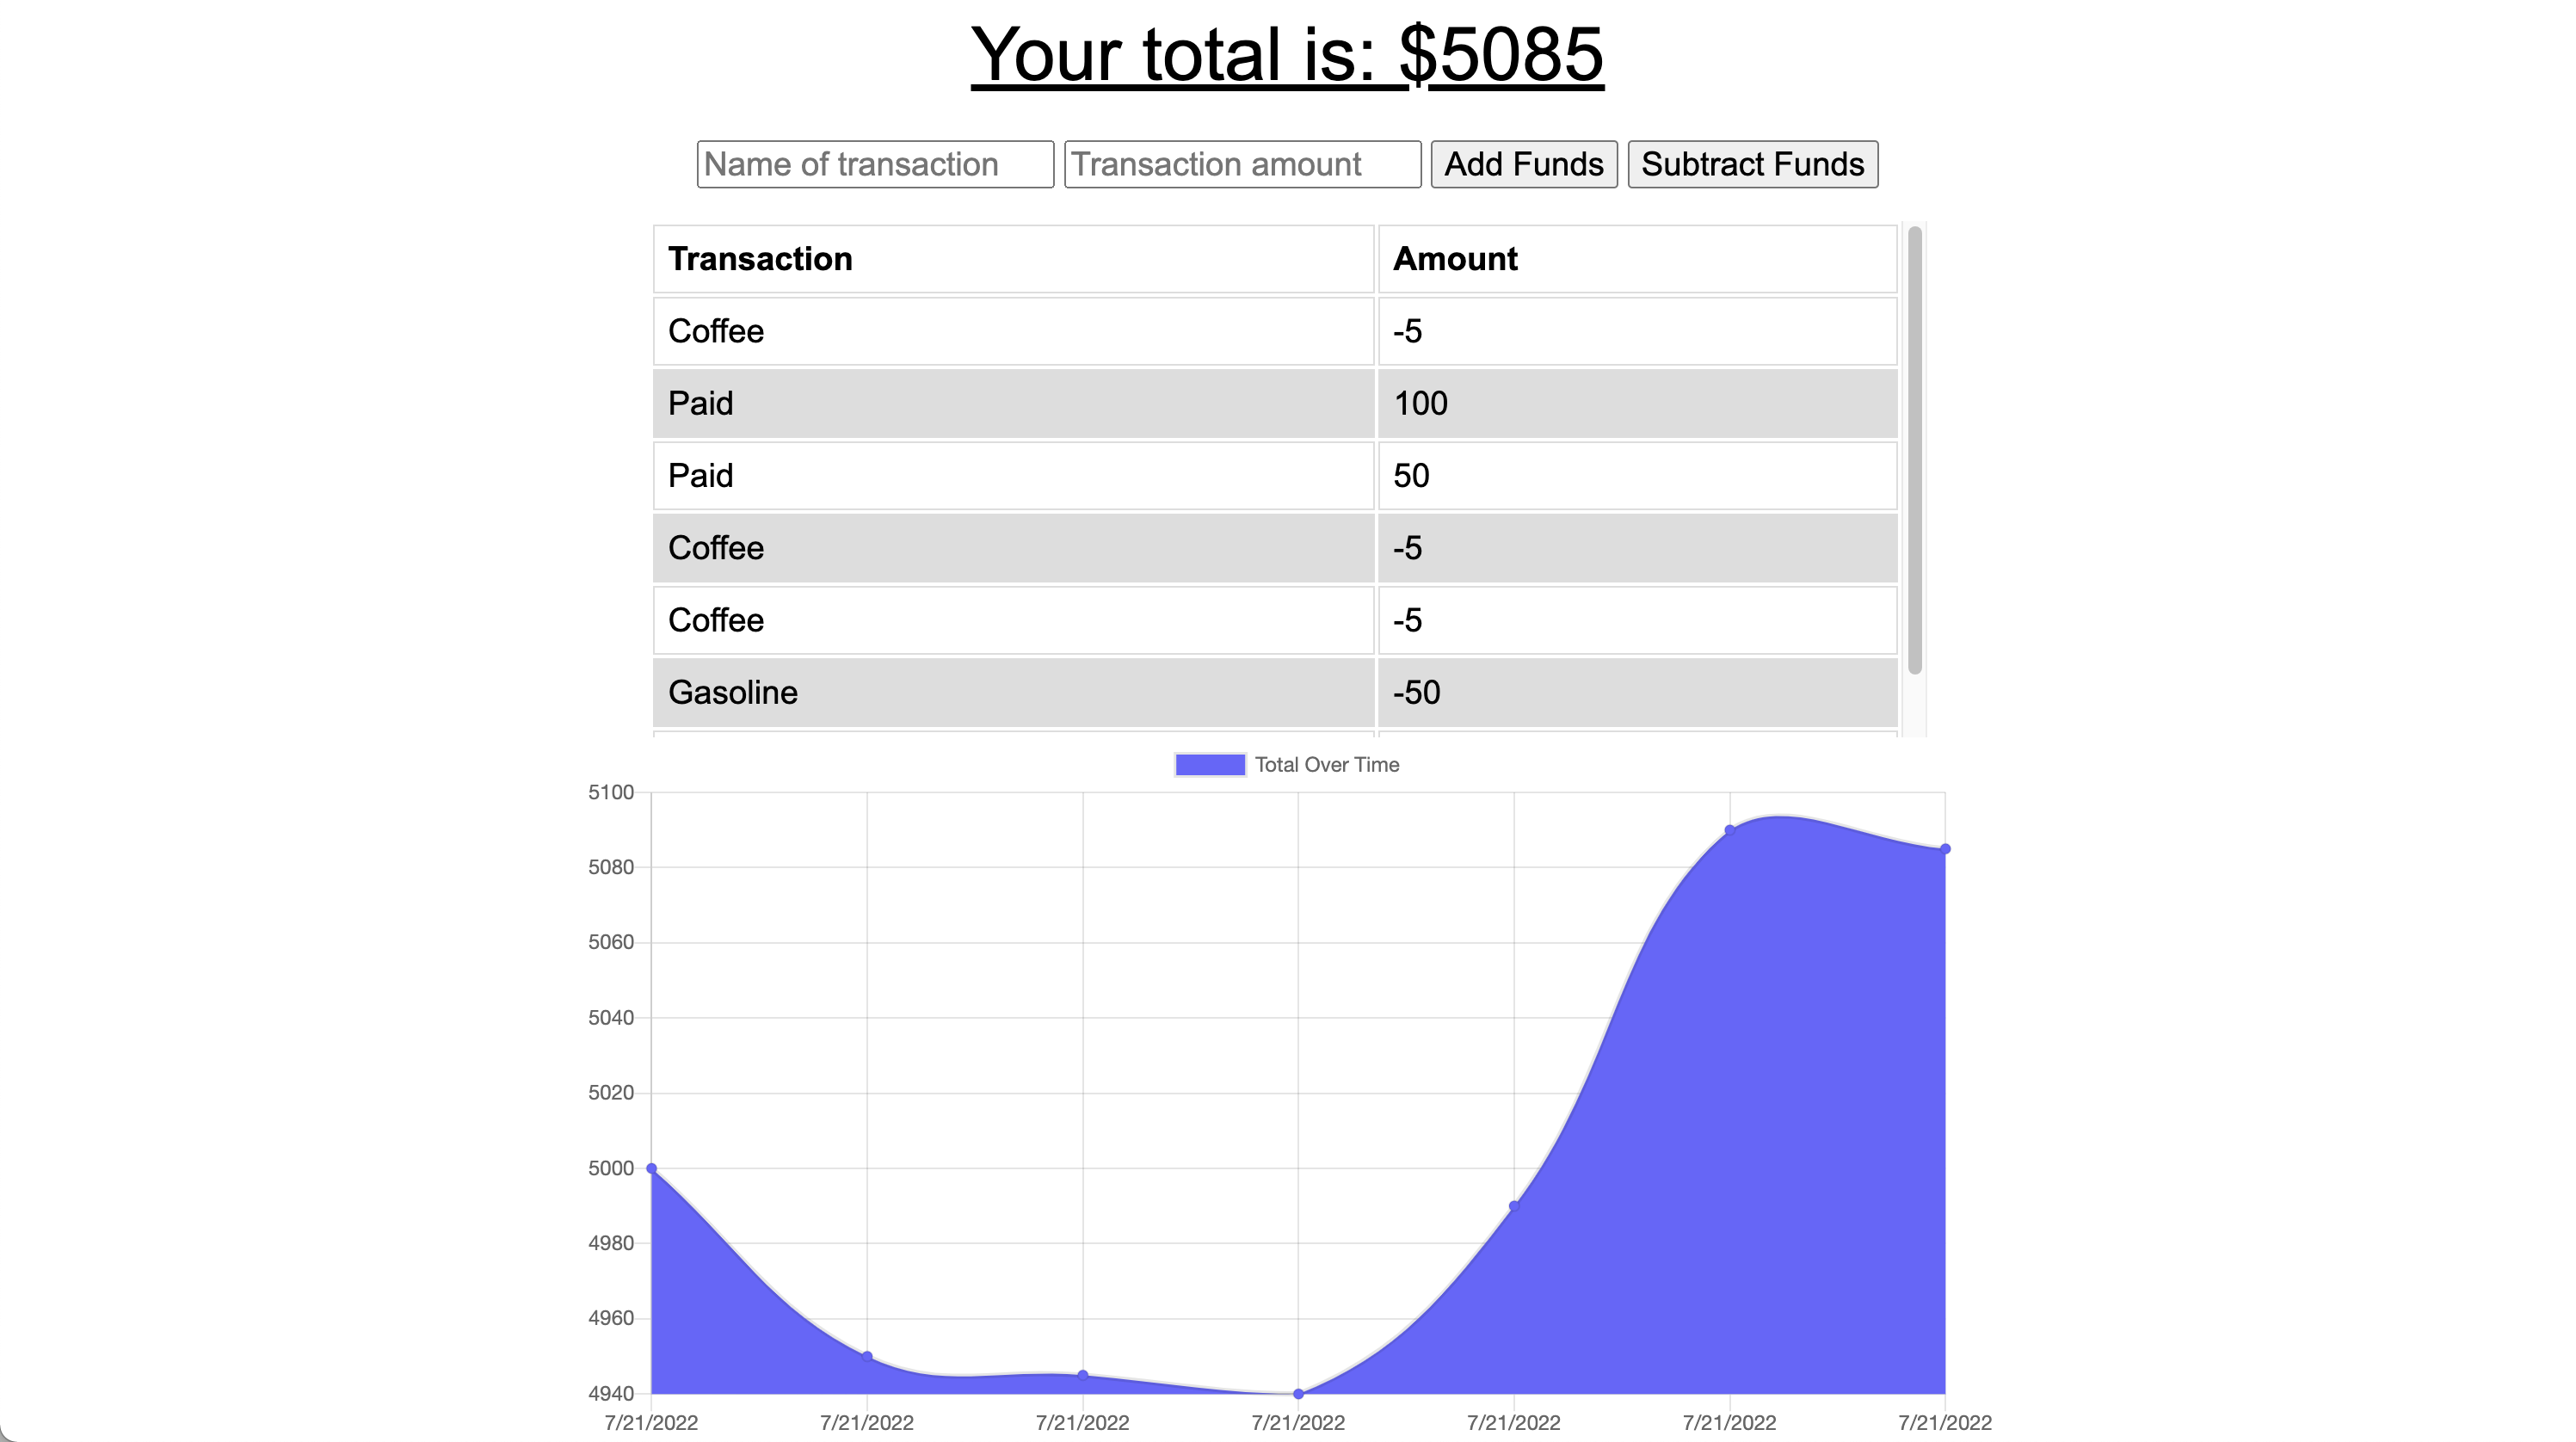 Your total is: $5085
Name of transaction Transaction amount Add Funds Subtract Funds
Transaction Amount
Coffee -5
Paid 100
Paid 50
Coffee -5
Coffee -5
Gasoline -50
Total Over Time
5100
5080
5060
5040
5020
5000
4980
4960
4940
7/21/2022 7/21/2022 7/21/2022 7/21/2022 7/21/2022 7/21/2022 7/21/2022